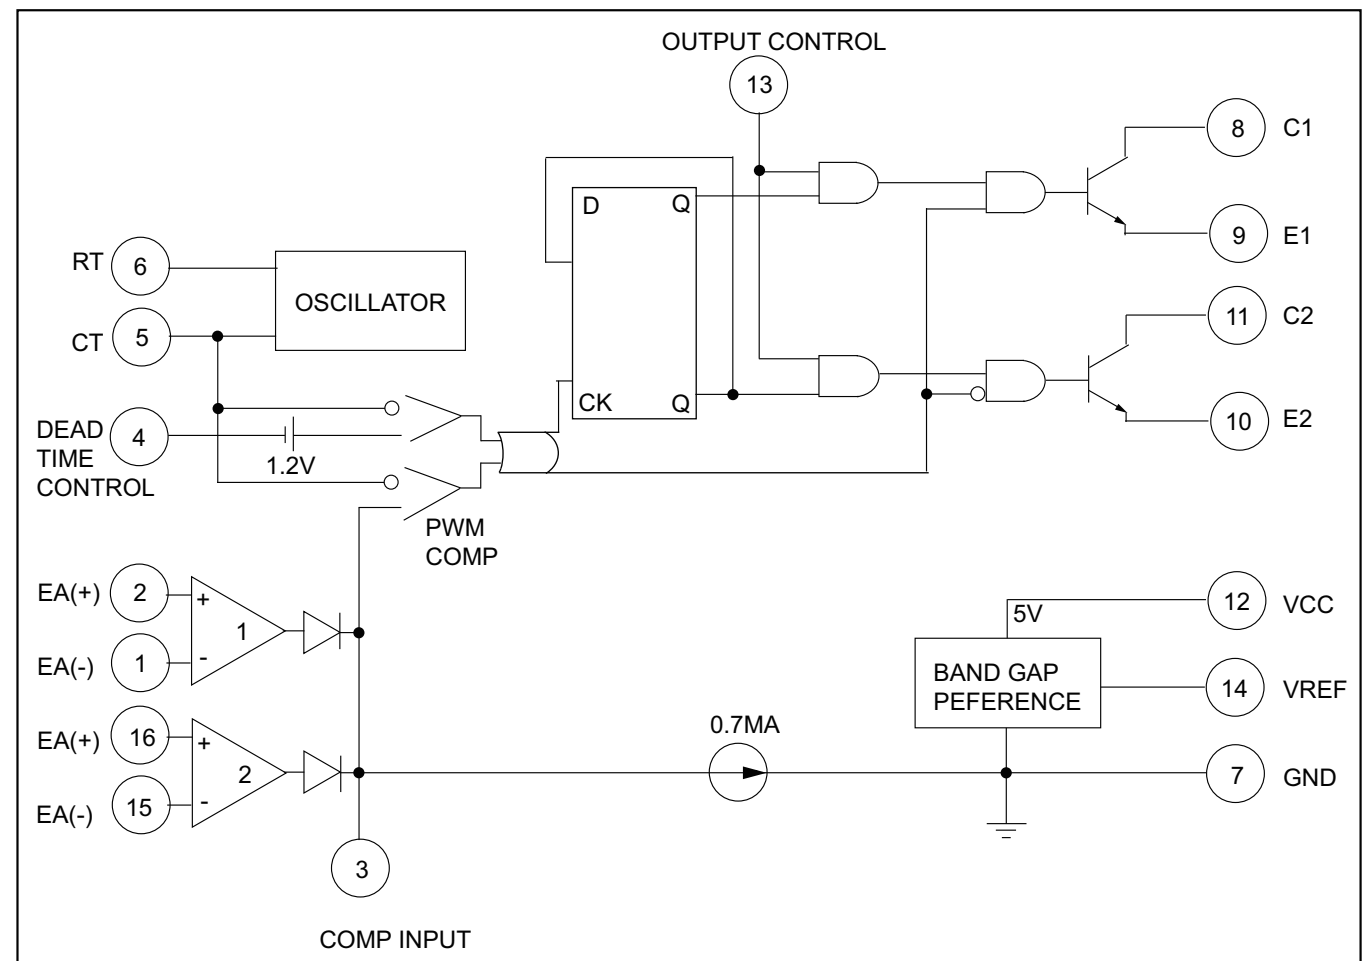 OUTPUT CONTROL
13
8 C1
D Q
9 E1
RT 6
OSCILLATOR
11 C2
CT 5
CK Q
10 E2
DEAD
TIME
CONTROL
4
1.2V
PWM
COMP
EA(+) 2
+
1
EA(-) 1
-
5V
12 VCC
BAND GAP
PEFERENCE
14 VREF
EA(+) 16
+
2
EA(-) 15
-
0.7MA
7 GND
3
COMP INPUT